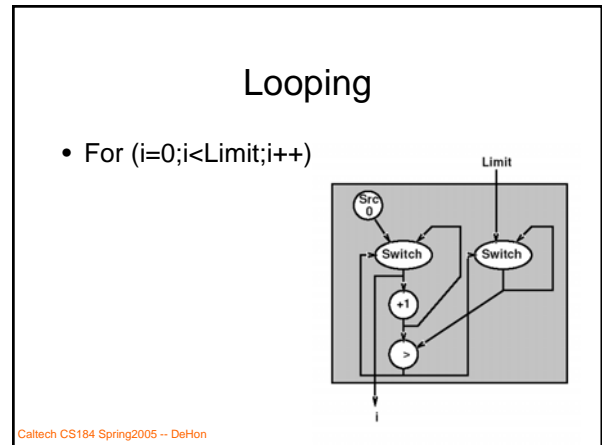 Looping
• For (i=0;i<Limit;i++)
Limit
Src
0
Switch
Switch
+1
>
i
Caltech CS184 Spring2005 -- DeHon